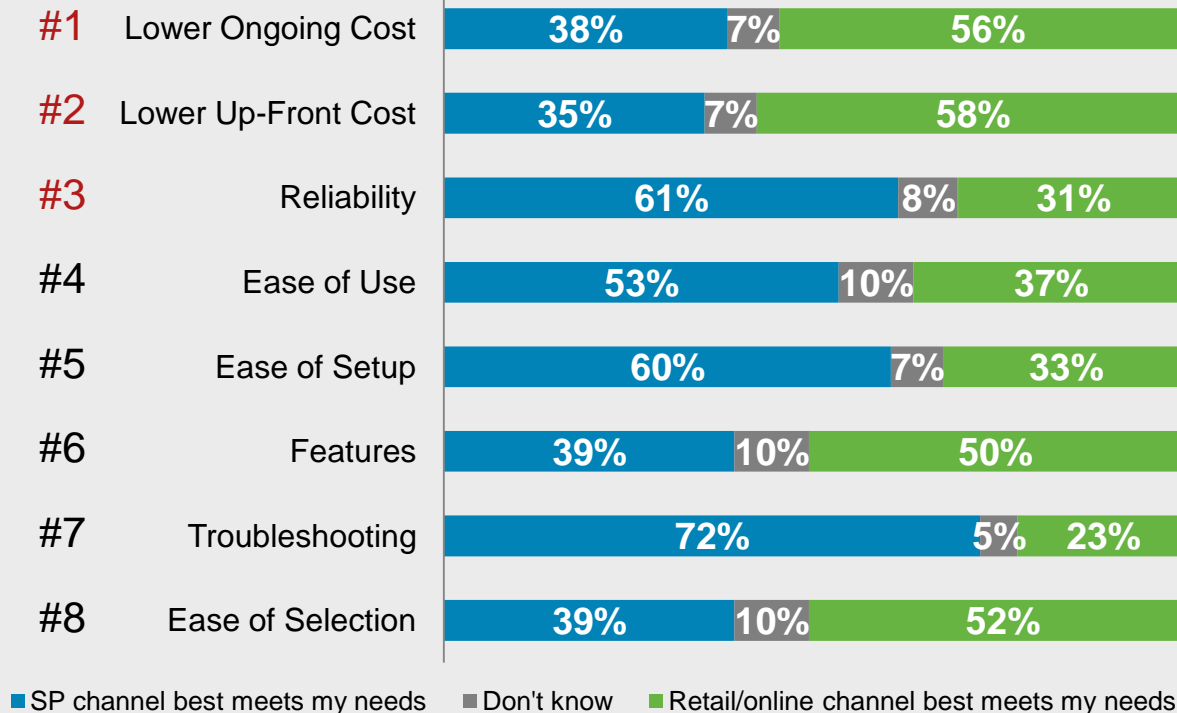 #1 Lower Ongoing Cost 38% 7% 56%
#2 Lower Up-Front Cost 35% 7% 58%
#3 Reliability 61% 8% 31%
#4 Ease of Use 53% 10% 37%
#5 Ease of Setup 60% 7% 33%
#6 Features 39% 10% 50%
#7 Troubleshooting 72% 5% 23%
#8 Ease of Selection 39% 10% 52%
SP channel best meets my needs Don't know Retail/online channel best meets my needs